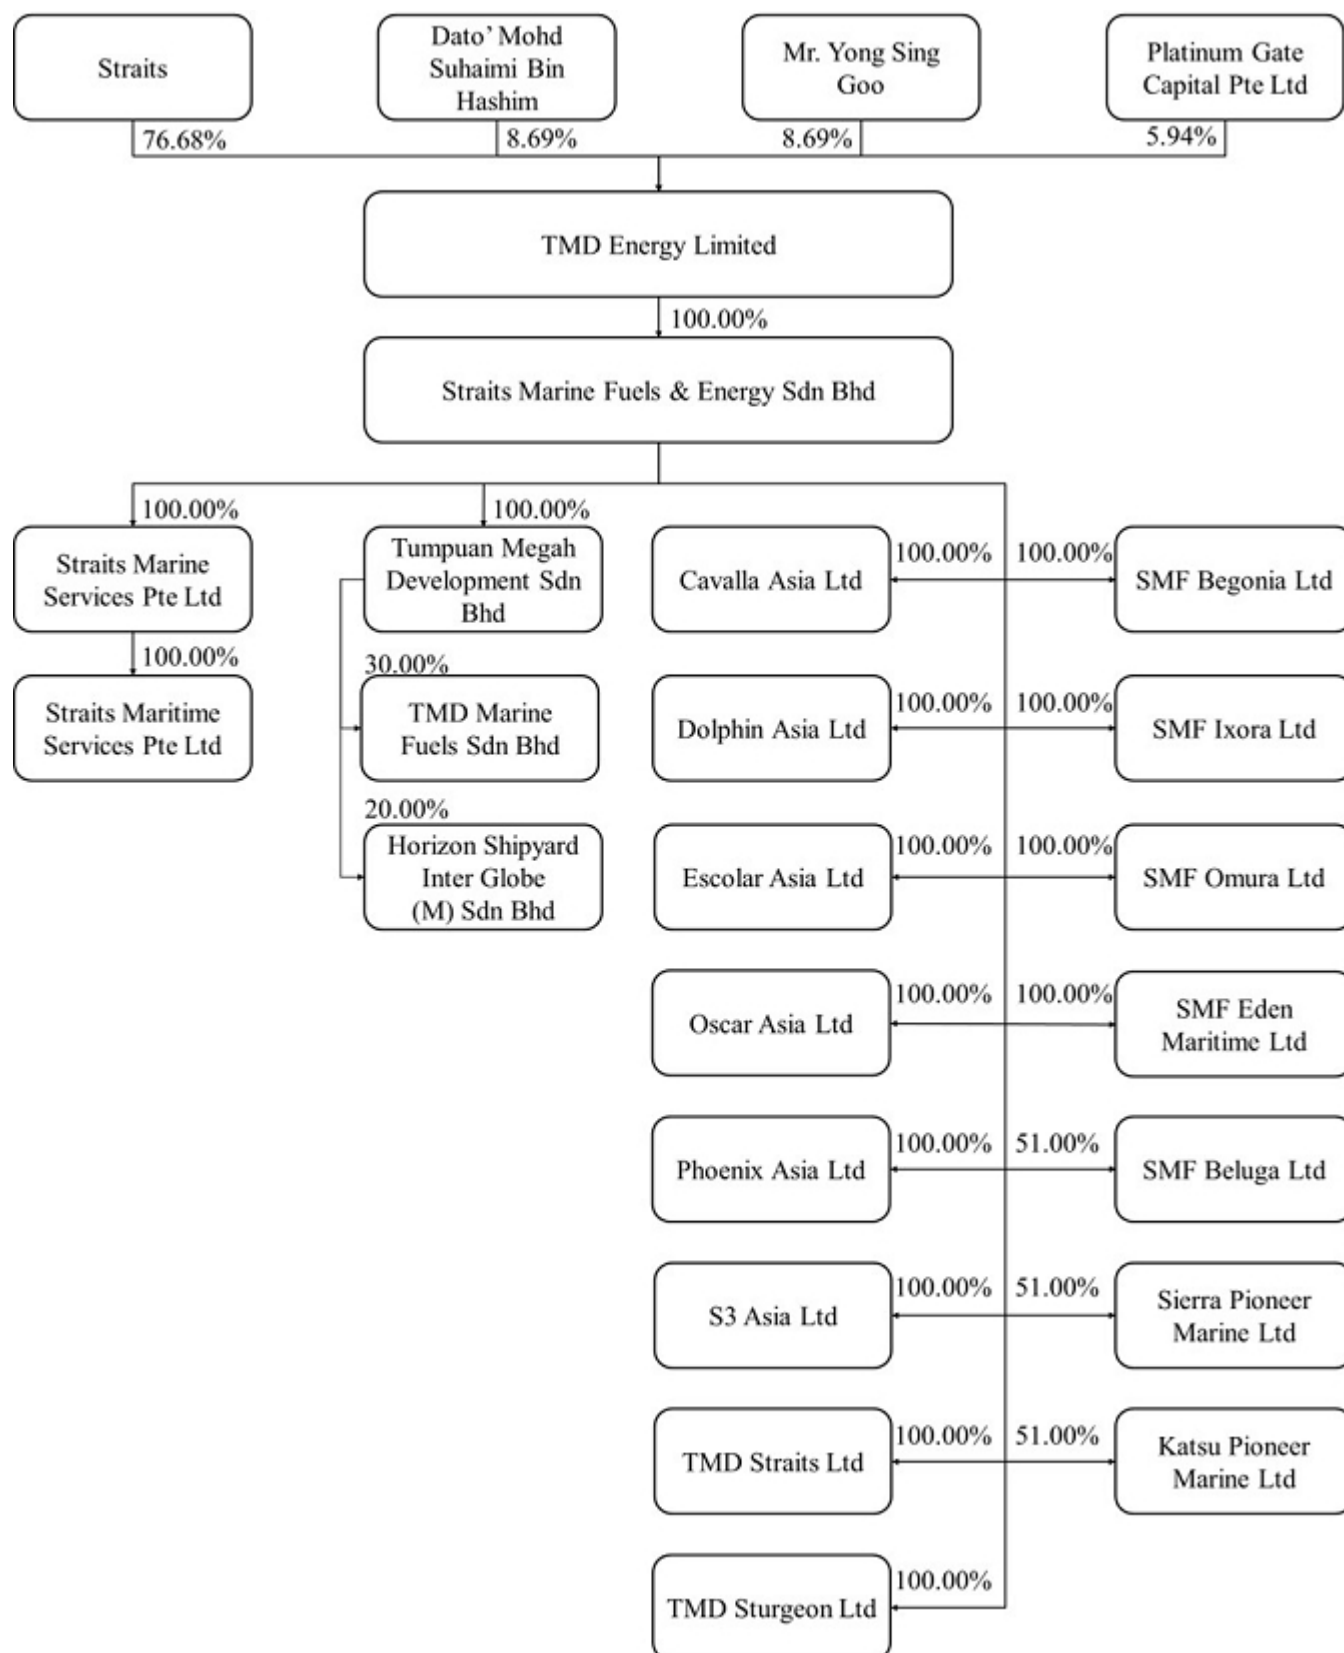 Straits
Dato’ Mohd
Suhaimi Bin
Hashim
Mr. Yong Sing
Goo
Platinum Gate
Capital Pte Ltd
76.68%
8.69%
8.69%
5.94%
TMD Energy Limited
100.00%
Straits Marine Fuels & Energy Sdn Bhd
100.00%
Straits Marine
Services Pte Ltd
100.00%
Straits Maritime
Services Pte Ltd
100.00%
Tumpuan Megah
Development Sdn
Bhd
30.00%
TMD Marine
Fuels Sdn Bhd
20.00%
Horizon Shipyard
Inter Globe
(M) Sdn Bhd
Cavalla Asia Ltd
100.00%
100.00%
SMF Begonia Ltd
Dolphin Asia Ltd
100.00%
100.00%
SMF Ixora Ltd
Escolar Asia Ltd
100.00%
100.00%
SMF Omura Ltd
Oscar Asia Ltd
100.00%
100.00%
SMF Eden
Maritime Ltd
Phoenix Asia Ltd
100.00%
51.00%
SMF Beluga Ltd
S3 Asia Ltd
100.00%
51.00%
Sierra Pioneer
Marine Ltd
TMD Straits Ltd
100.00%
51.00%
Katsu Pioneer
Marine Ltd
TMD Sturgeon Ltd
100.00%